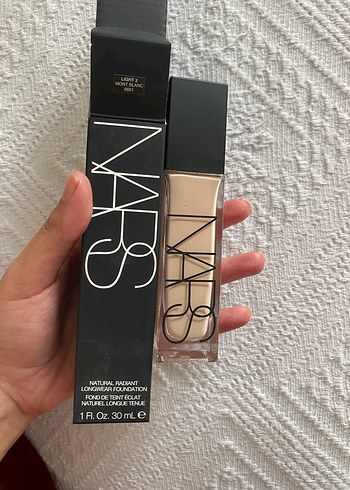 LIGHT 2
MONT BLANC
6601
NARS
NATURAL RADIANT
LONGWEAR FOUNDATION
FOND DE TEINT ÉCLAT
NATUREL LONGUE TENUE
1 Fl. Oz. 30 mL ℮
NARS